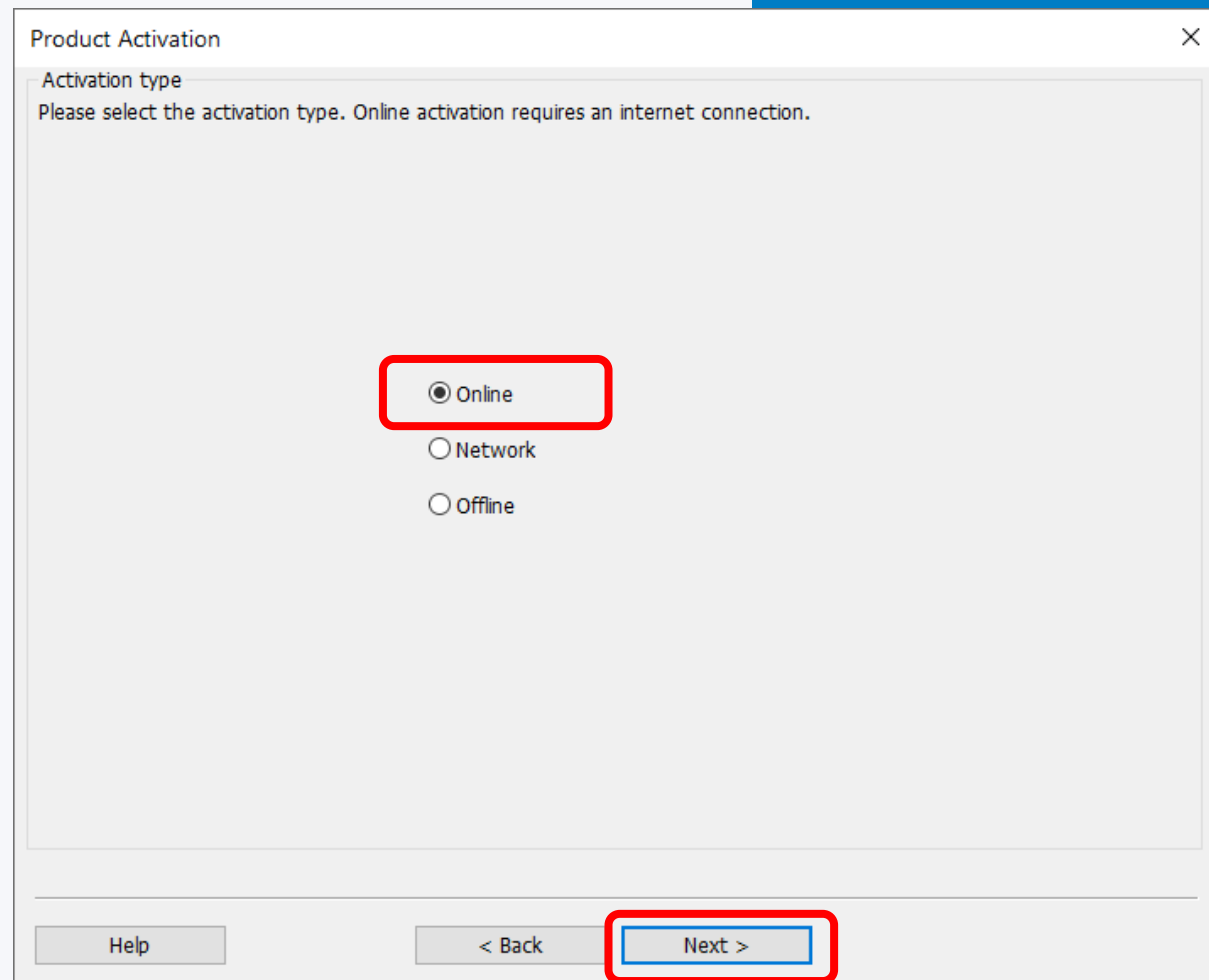 Product Activation
Activation type
Please select the activation type. Online activation requires an internet connection.
Online
Network
Offline
Help
< Back
Next >